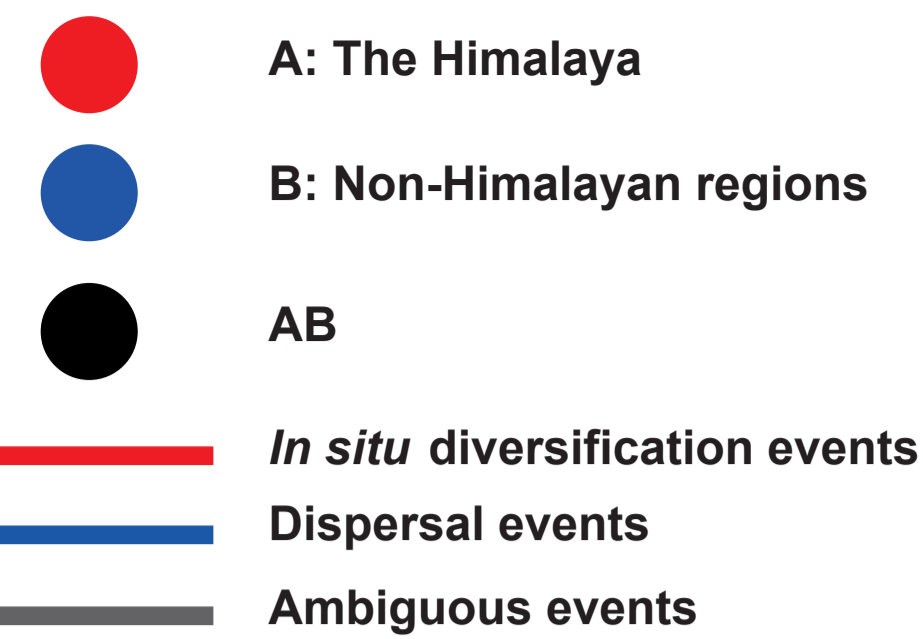 A: The Himalaya
B: Non-Himalayan regions
AB
In situ diversification events
Dispersal events
Ambiguous events